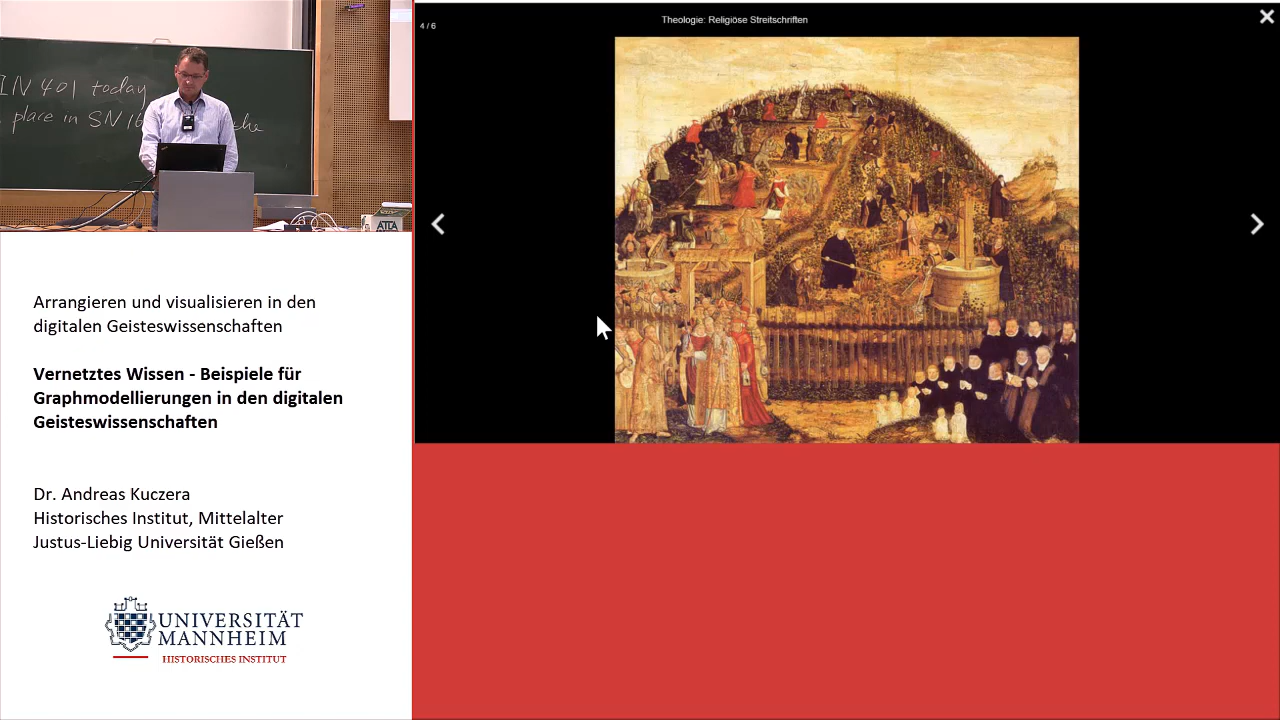 IN 401 today
place in SN 16
ATLA
Arrangieren und visualisieren in den
digitalen Geisteswissenschaften
Vernetztes Wissen - Beispiele für
Graphmodellierungen in den digitalen
Geisteswissenschaften
Dr. Andreas Kuczera
Historisches Institut, Mittelalter
Justus-Liebig Universität Gießen
UNIVERSITÄT
MANNHEIM
HISTORISCHES INSTITUT
4 / 6
Theologie: Religiöse Streitschriften